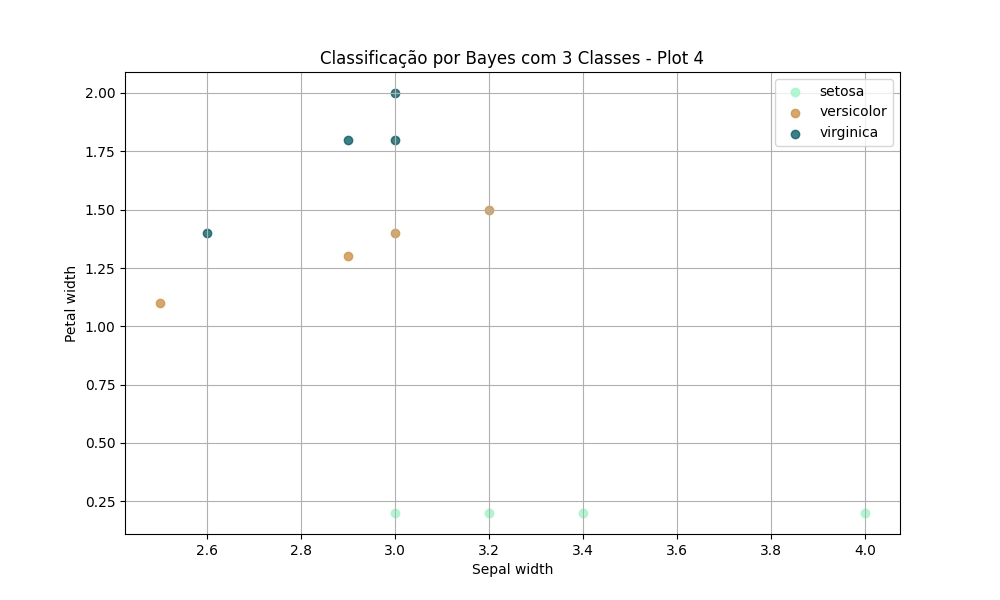 Classificação por Bayes com 3 Classes - Plot 4
setosa
versicolor
virginica
2.00
1.75
1.50
1.25
1.00
0.75
0.50
0.25
Petal width
2.6 2.8 3.0 3.2 3.4 3.6 3.8 4.0
Sepal width